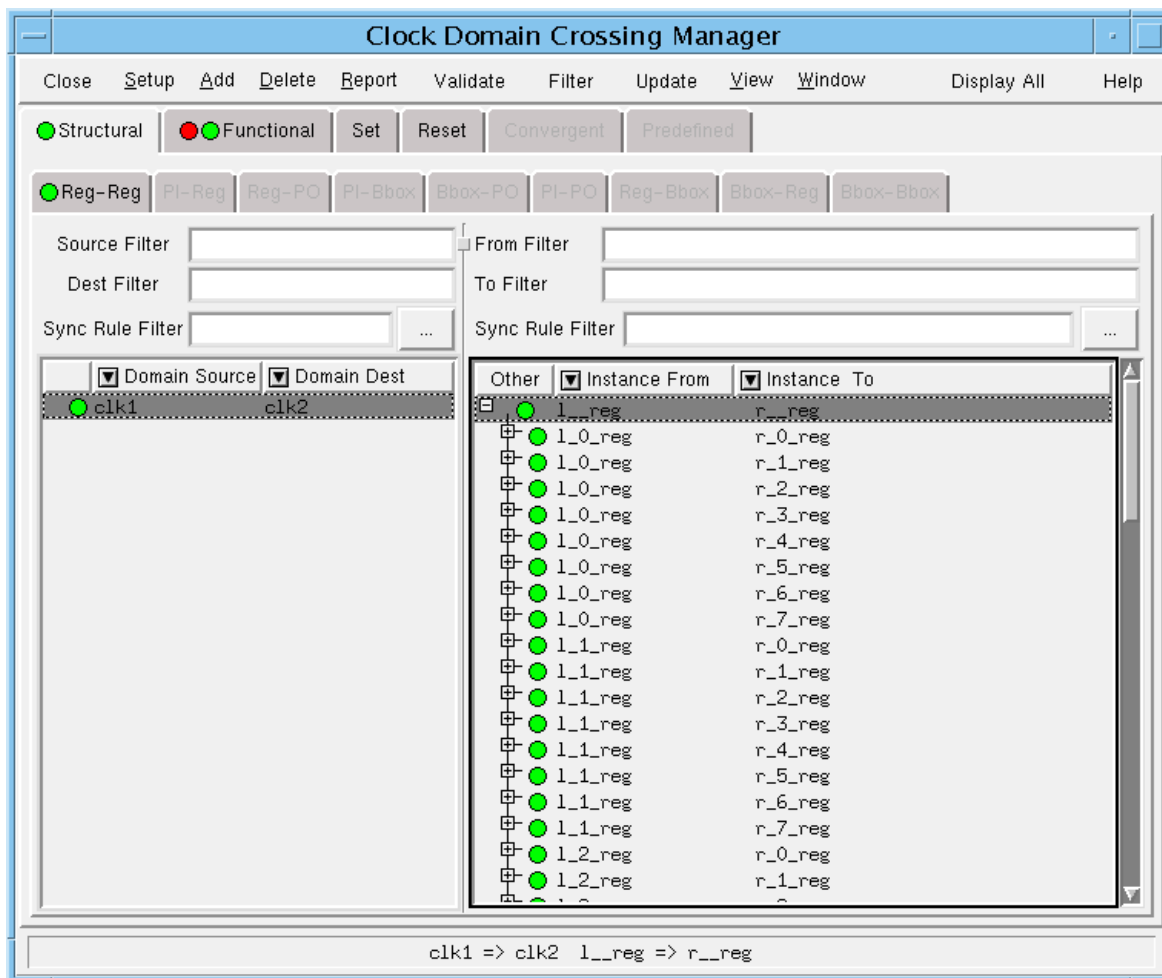 Clock Domain Crossing Manager
Close Setup Add Delete Report Validate Filter Update View Window Display All Help
Structural Functional Set Reset Convergent Predefined
Reg-Reg PI-Reg Reg-PO PI-Bbox Bbox-PO PI-PO Reg-Bbox Bbox-Reg Bbox-Bbox
Source Filter From Filter
Dest Filter To Filter
Sync Rule Filter ... Sync Rule Filter ...
Domain Source Domain Dest Other Instance From Instance To
clk1 clk2 l__reg r__reg
l_0_reg r_0_reg
l_0_reg r_1_reg
l_0_reg r_2_reg
l_0_reg r_3_reg
l_0_reg r_4_reg
l_0_reg r_5_reg
l_0_reg r_6_reg
l_0_reg r_7_reg
l_1_reg r_0_reg
l_1_reg r_1_reg
l_1_reg r_2_reg
l_1_reg r_3_reg
l_1_reg r_4_reg
l_1_reg r_5_reg
l_1_reg r_6_reg
l_1_reg r_7_reg
l_2_reg r_0_reg
l_2_reg r_1_reg
clk1 => clk2 l__reg => r__reg